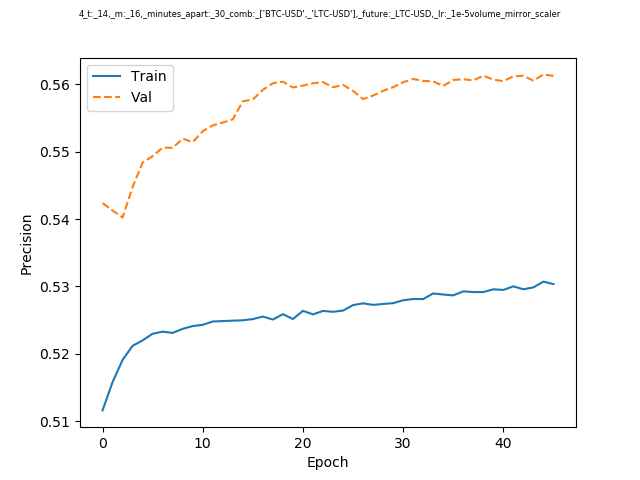 4_t:_14,_m:_16,_minutes_apart:_30_comb:_['BTC-USD',_'LTC-USD'],_future:_LTC-USD,_lr:_1e-5volume_mirror_scaler
Train
Val
0.56
0.55
0.54
0.53
0.52
0.51
Precision
0 10 20 30 40
Epoch